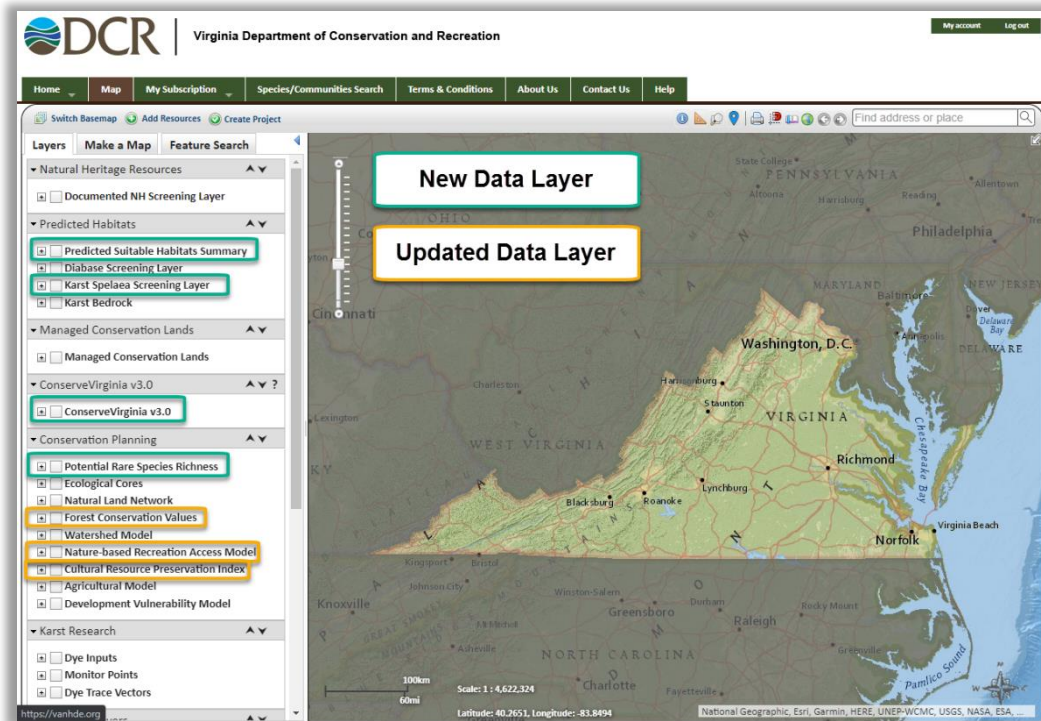 DCR
Virginia Department of Conservation and Recreation
My account Log out
Home Map My Subscription Species/Communities Search Terms & Conditions About Us Contact Us Help
Switch Basemap Add Resources Create Project
Find address or place
Layers Make a Map Feature Search
Natural Heritage Resources
Documented NH Screening Layer
Predicted Habitats
Predicted Suitable Habitats Summary
Diabase Screening Layer
Karst Spelaea Screening Layer
Karst Bedrock
Managed Conservation Lands
Managed Conservation Lands
ConserveVirginia v3.0 ?
ConserveVirginia v3.0
Conservation Planning
Potential Rare Species Richness
Ecological Cores
Natural Land Network
Forest Conservation Values
Watershed Model
Nature-based Recreation Access Model
Cultural Resource Preservation Index
Agricultural Model
Development Vulnerability Model
Karst Research
Dye Inputs
Monitor Points
Dye Trace Vectors
https://vanhde.org
New Data Layer
Updated Data Layer
State College
PENNSYLVANIA
Altoona
Harrisburg
Reading
Allentown
OHIO
Philadelphia
MARYLAND
NEW JERSEY
Baltimore
Dover
Cincinnati
Delaware
Bay
Annapolis
DELAWARE
Washington, D.C.
Charleston
Harrisonburg
Staunton
Lexington
VIRGINIA
WEST VIRGINIA
Chesapeake Bay
Richmond
KY
Lynchburg
Blacksburg
Roanoke
Virginia Beach
Norfolk
Kingsport
Bristol
Johnson City
Winston-Salem
Knoxville
Durham
Rocky Mount
Greensboro
Raleigh
GREAT SMOKY MOUNTAINS
Asheville
Greenville
NORTH CAROLINA
Pamlico Sound
100km
60mi
Charlotte
Fayetteville
Scale: 1 : 4,622,324
Latitude: 40.2651, Longitude: -83.8494
National Geographic, Esri, Garmin, HERE, UNEP-WCMC, USGS, NASA, ESA, ...